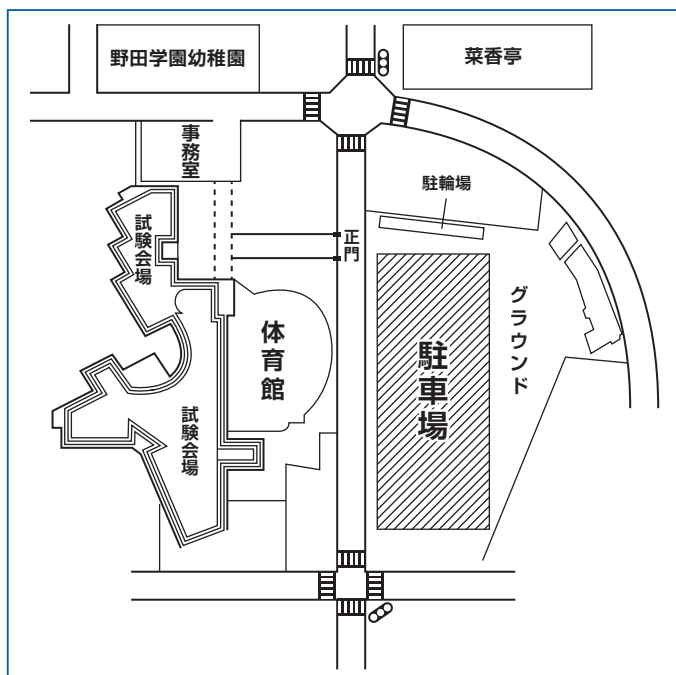 野田学園幼稚園
菜香亭
事務室
駐輪場
試験会場
正門
グラウンド
体育館
駐車場
試験会場